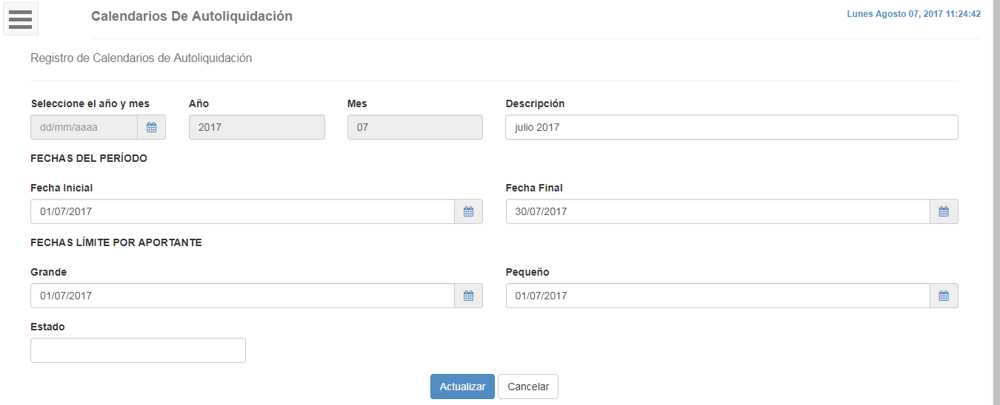 Calendarios De Autoliquidación
Lunes Agosto 07, 2017 11:24:42
Registro de Calendarios de Autoliquidación
Seleccione el año y mes Año Mes Descripción
dd/mm/aaaa 2017 07 julio 2017
FECHAS DEL PERÍODO
Fecha Inicial Fecha Final
01/07/2017 30/07/2017
FECHAS LÍMITE POR APORTANTE
Grande Pequeño
01/07/2017 01/07/2017
Estado
Actualizar Cancelar